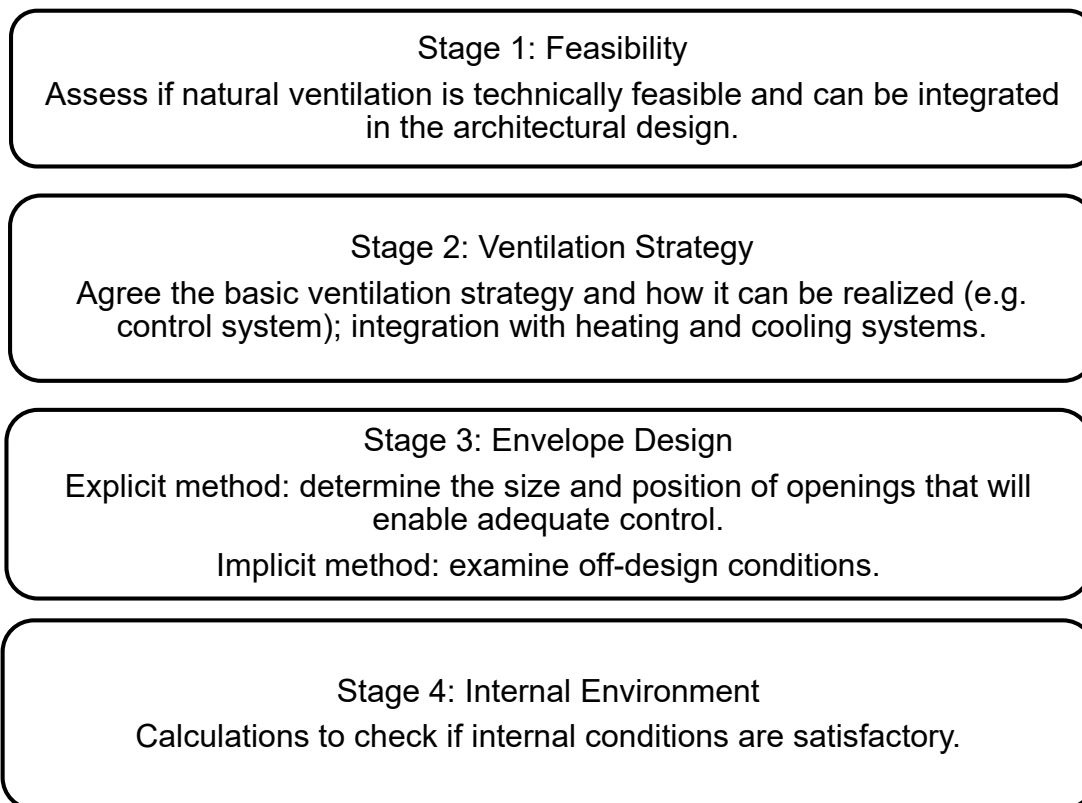 Stage 1: Feasibility
Assess if natural ventilation is technically feasible and can be integrated
in the architectural design.
Stage 2: Ventilation Strategy
Agree the basic ventilation strategy and how it can be realized (e.g.
control system); integration with heating and cooling systems.
Stage 3: Envelope Design
Explicit method: determine the size and position of openings that will
enable adequate control.
Implicit method: examine off-design conditions.
Stage 4: Internal Environment
Calculations to check if internal conditions are satisfactory.